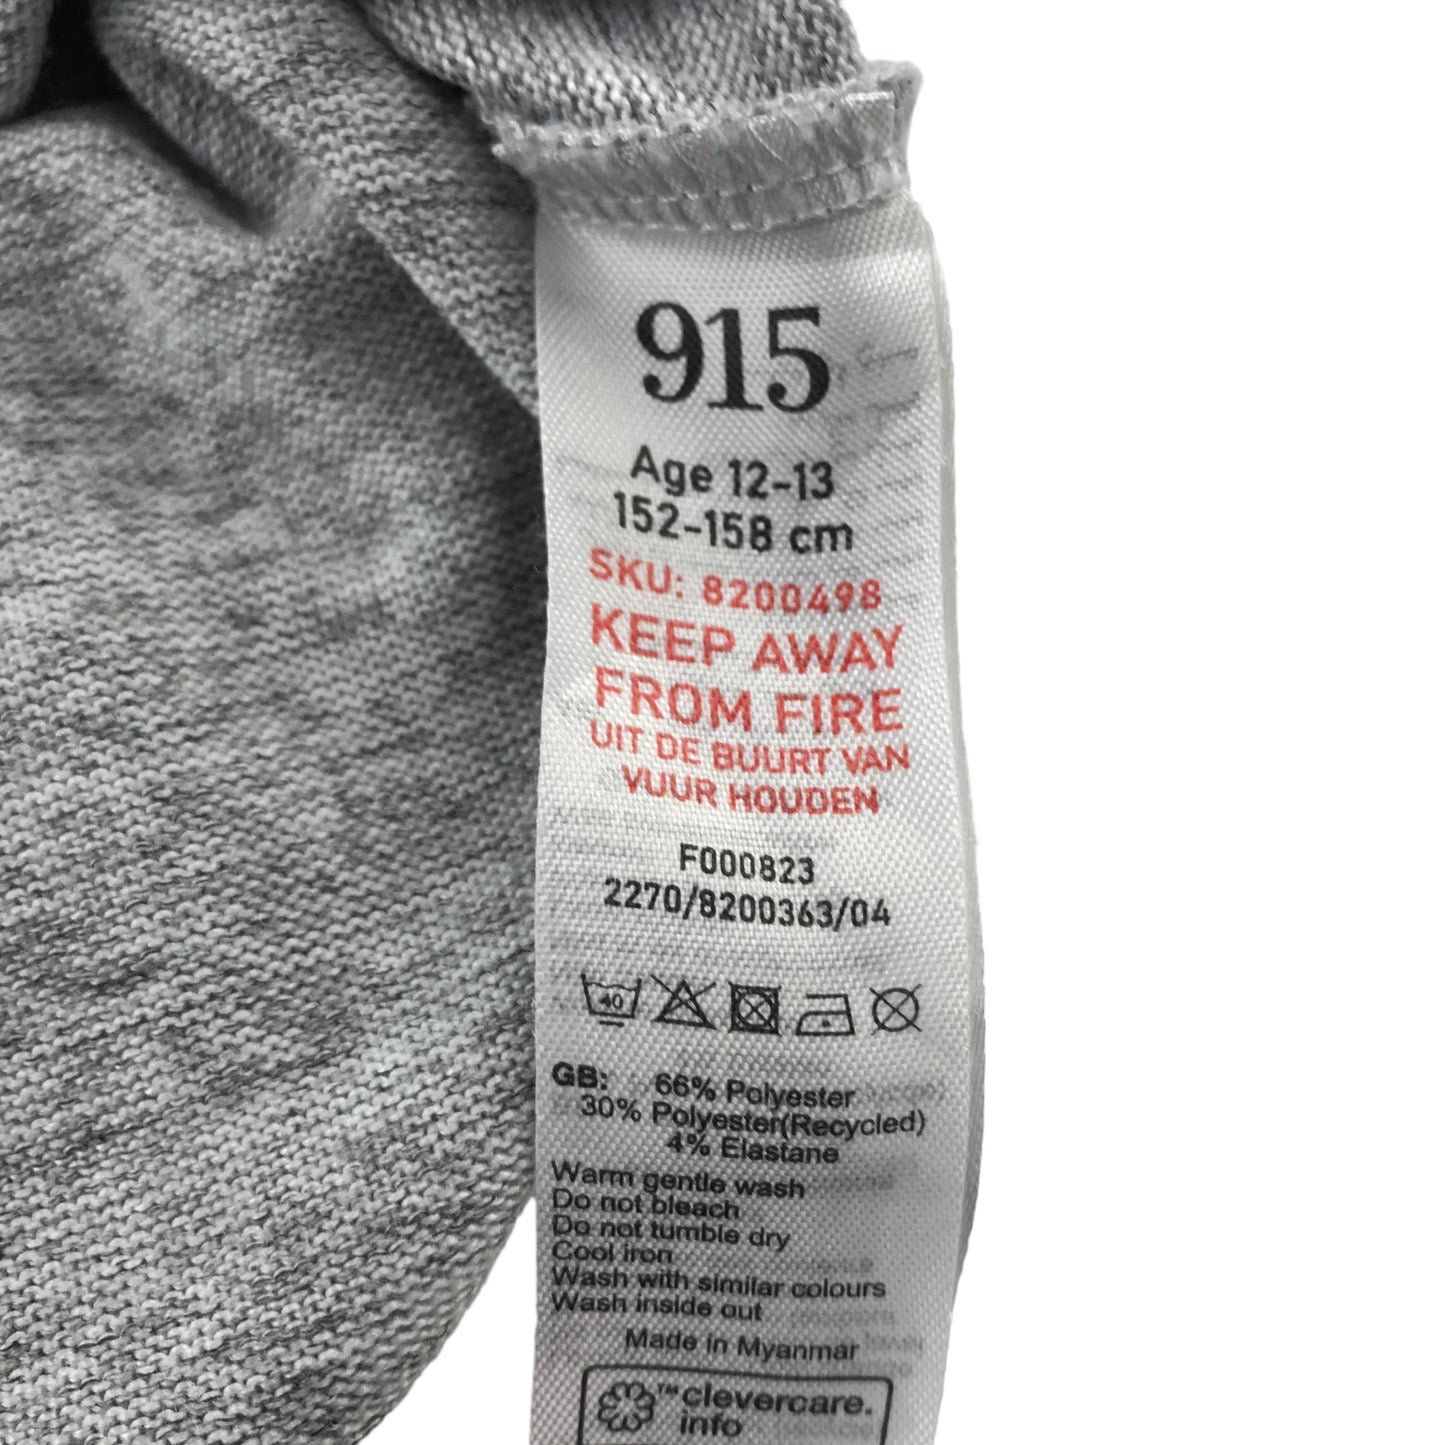 915
Age 12-13
152-158 cm
SKU: 8200498
KEEP AWAY
FROM FIRE
UIT DE BUURT VAN
VUUR HOUDEN
F000823
2270/8200363/04
40
GB: 66% Polyester
30% Polyester(Recycled)
4% Elastane
Warm gentle wash
Do not bleach
Do not tumble dry
Cool iron
Wash with similar colours
Wash inside out
Made in Myanmar
™clevercare.
info